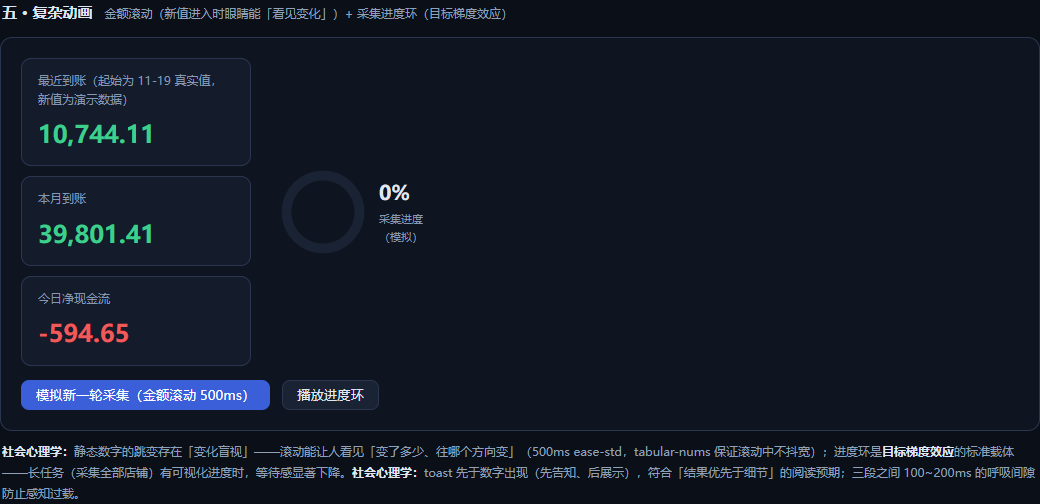 五 · 复杂动画 金额滚动（新值进入时眼睛能「看见变化」）+ 采集进度环（目标梯度效应）
最近到账（起始为 11-19 真实值，
新值为演示数据）
10,744.11
本月到账
39,801.41
今日净现金流
-594.65
0%
采集进度
（模拟）
模拟新一轮采集（金额滚动 500ms）
播放进度环
社会心理学：静态数字的跳变存在「变化盲视」——滚动能让人看见「变了多少、往哪个方向变」（500ms ease-std，tabular-nums 保证滚动中不抖宽）；进度环是目标梯度效应的标准载体
——长任务（采集全部店铺）有可视化进度时，等待感显著下降。社会心理学：toast 先于数字出现（先告知、后展示），符合「结果优先于细节」的阅读预期；三段之间 100~200ms 的呼吸间隙
防止感知过载。